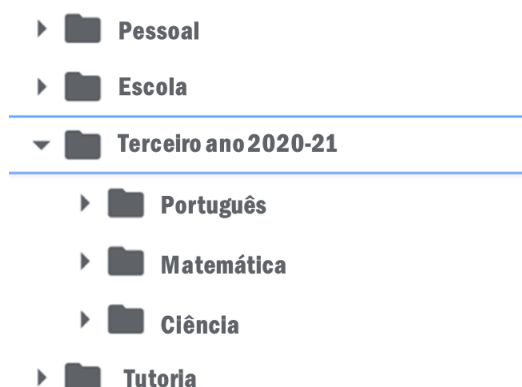 Pessoal
Escola
Terceiro ano 2020-21
Português
Matemática
Ciência
Tutoria